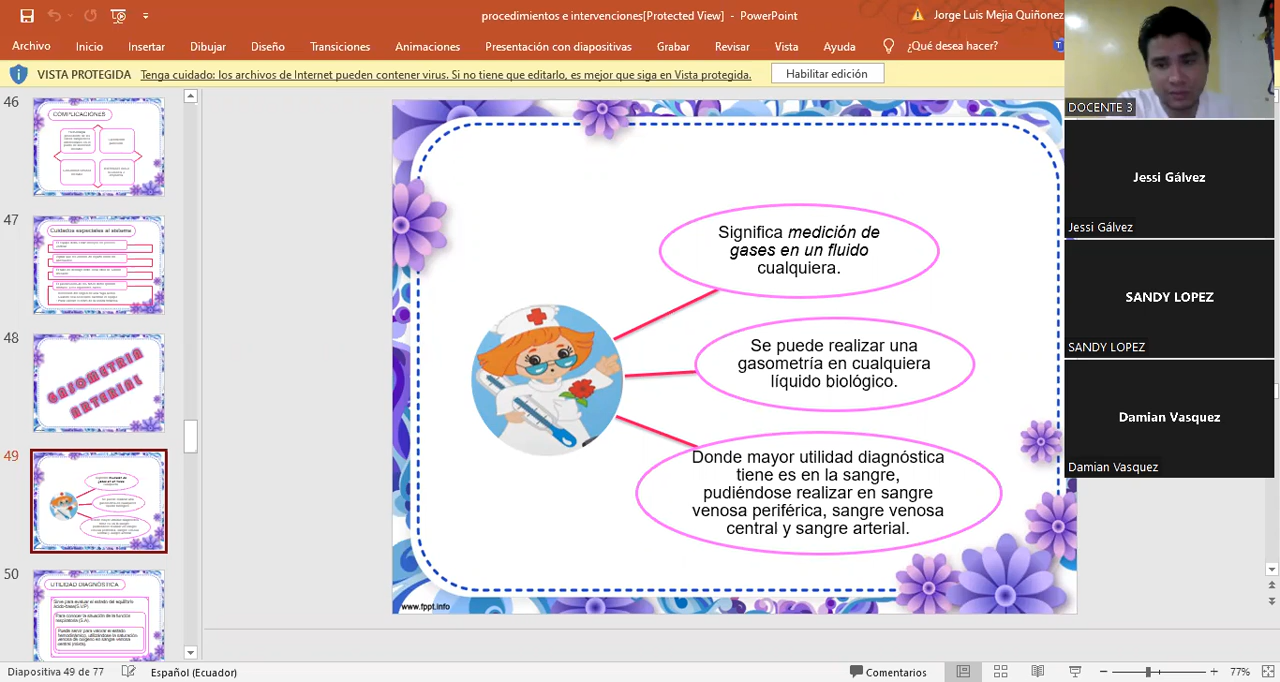 procedimientos e intervenciones[Protected View] - PowerPoint
Jorge Luis Mejia Quiñonez
Archivo Inicio Insertar Dibujar Diseño Transiciones Animaciones Presentación con diapositivas Grabar Revisar Vista Ayuda ¿Qué desea hacer?
VISTA PROTEGIDA Tenga cuidado: los archivos de Internet pueden contener virus. Si no tiene que editarlo, es mejor que siga en Vista protegida. Habilitar edición
46
COMPLICACIONES
47
Cuidados especiales al sistema
48
GASOMETRIA
ARTERIAL
49
50
UTILIDAD DIAGNÓSTICA
Significa medición de
gases en un fluido
cualquiera.
Se puede realizar una
gasometría en cualquiera
líquido biológico.
Donde mayor utilidad diagnóstica
tiene es en la sangre,
pudiéndose realizar en sangre
venosa periférica, sangre venosa
central y sangre arterial.
www.fppt.info
DOCENTE 3
Jessi Gálvez
Jessi Gálvez
SANDY LOPEZ
SANDY LOPEZ
Damian Vasquez
Damian Vasquez
Diapositiva 49 de 77 Español (Ecuador) Comentarios 77%